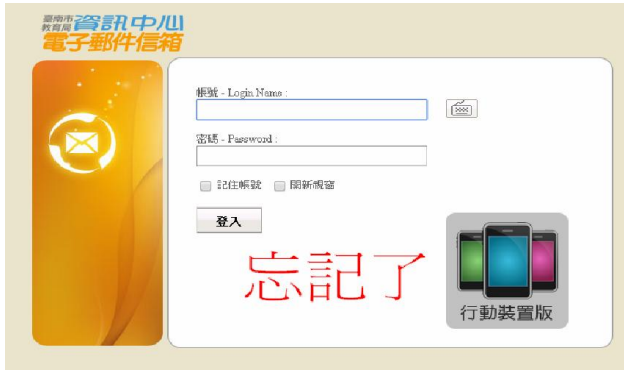 臺南市
教育局
資訊中心
電子郵件信箱
帳號 - Login Name :
密碼 - Password :
記住帳號 開新視窗
登入
忘記了
行動裝置版